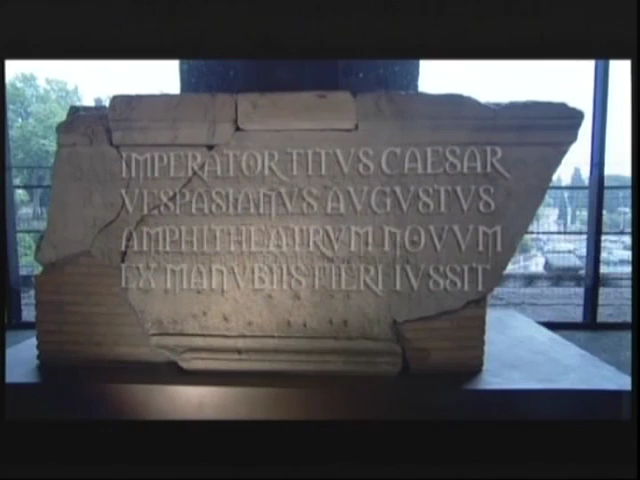 IMPERATOR TITVS CAESAR
VESPASIANVS AVGVSTVS
AMPHITHEATRVM NOVVM
EX MANVBIIS FIERI IVSSIT